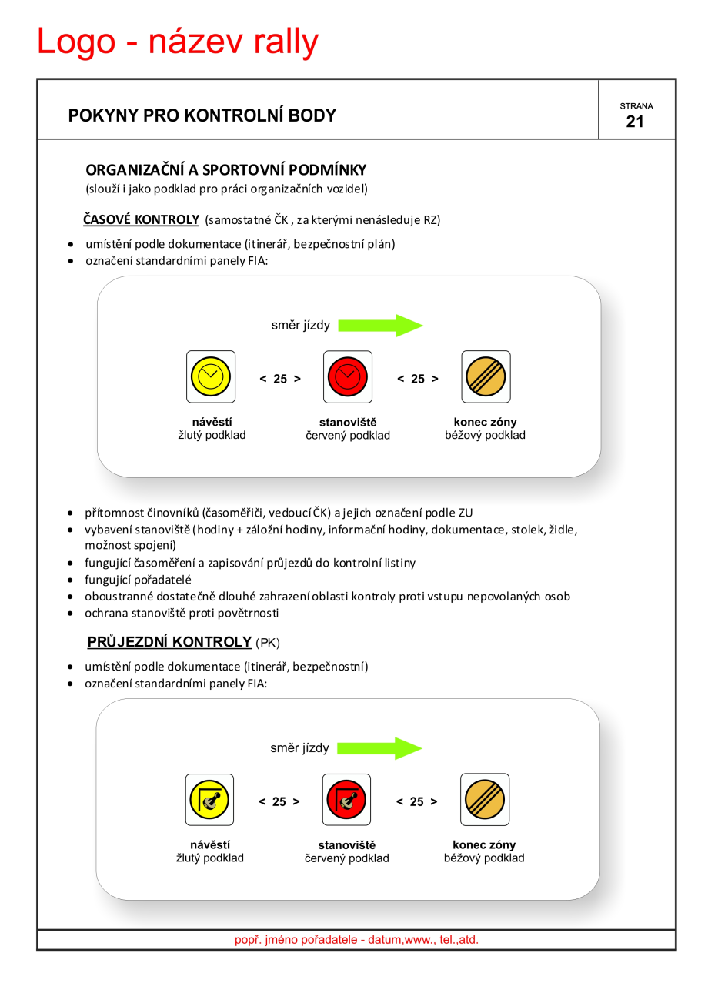 Logo - název rally
POKYNY PRO KONTROLNÍ BODY
STRANA
21
ORGANIZAČNÍ A SPORTOVNÍ PODMÍNKY
(slouží i jako podklad pro práci organizačních vozidel)
ČASOVÉ KONTROLY (samostatné ČK , za kterými nenásleduje RZ)
• umístění podle dokumentace (itinerář, bezpečnostní plán)
• označení standardními panely FIA:
směr jízdy
< 25 > < 25 >
návěstí stanoviště konec zóny
žlutý podklad červený podklad béžový podklad
• přítomnost činovníků (časoměřiči, vedoucí ČK) a jejich označení podle ZU
• vybavení stanoviště (hodiny + záložní hodiny, informační hodiny, dokumentace, stolek, židle,
možnost spojení)
• fungující časoměření a zapisování průjezdů do kontrolní listiny
• fungující pořadatelé
• oboustranné dostatečně dlouhé zahrazení oblasti kontroly proti vstupu nepovolaných osob
• ochrana stanoviště proti povětrnosti
PRŮJEZDNÍ KONTROLY (PK)
• umístění podle dokumentace (itinerář, bezpečnostní)
• označení standardními panely FIA:
směr jízdy
< 25 > < 25 >
návěstí stanoviště konec zóny
žlutý podklad červený podklad béžový podklad
popř. jméno pořadatele - datum,www., tel.,atd.